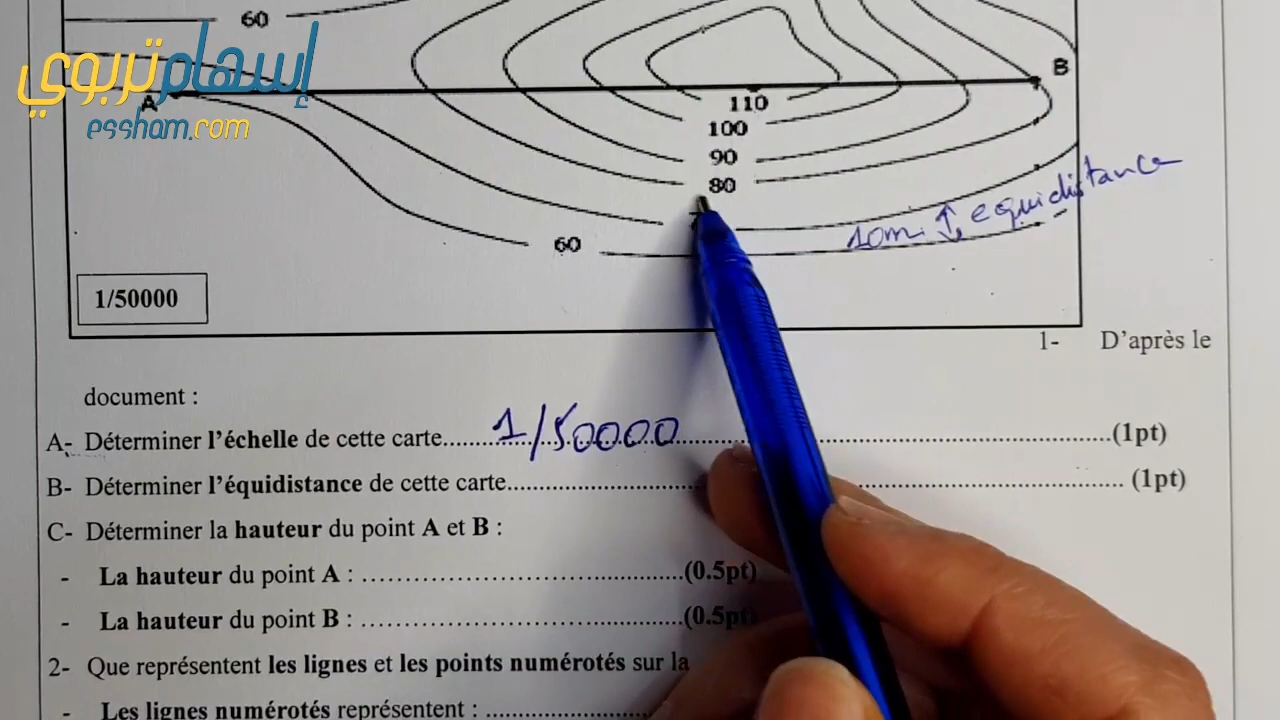 60
إسهام تربوي
essham.com
A
B
110
100
90
80
60
10m equidistance
1/50000
1- D'après le
document :
A- Déterminer l'échelle de cette carte.....1/50000.....(1pt)
B- Déterminer l'équidistance de cette carte..........(1pt)
C- Déterminer la hauteur du point A et B :
- La hauteur du point A : ..........(0.5pt)
- La hauteur du point B : ..........(0.5pt)
2- Que représentent les lignes et les points numérotés sur la
- Les lignes numérotés représentent : ..........